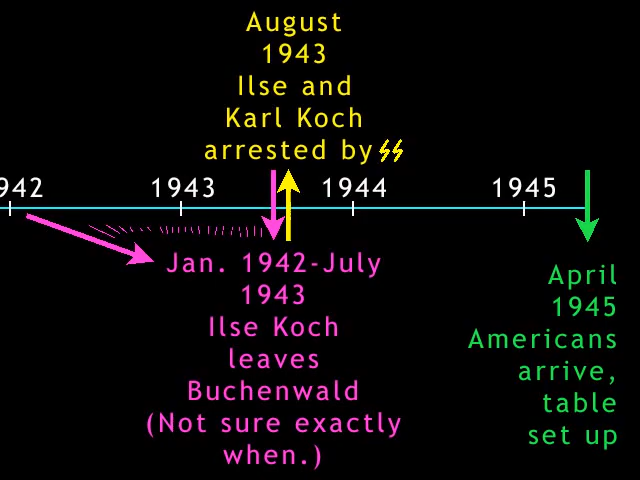 August
1943
Ilse and
Karl Koch
arrested by SS
942
1943
1944
1945
Jan. 1942-July
1943
Ilse Koch
leaves
Buchenwald
(Not sure exactly
when.)
April
1945
Americans
arrive,
table
set up